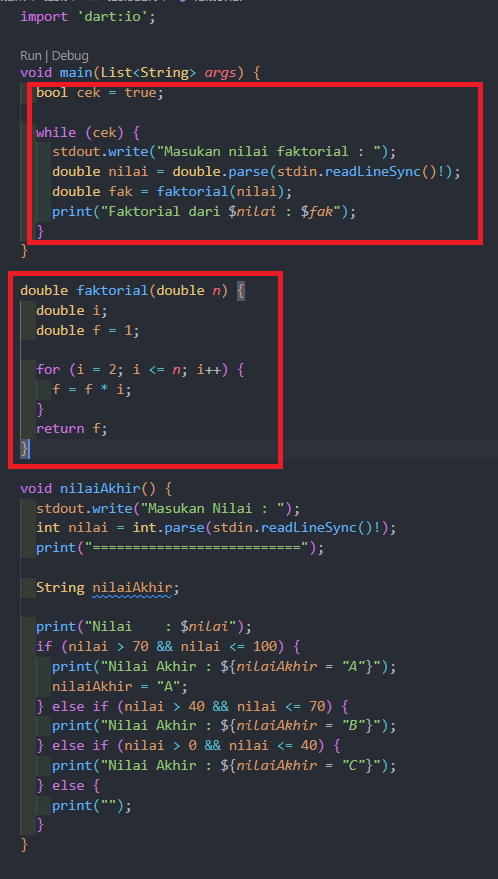 import 'dart:io';
Run | Debug
void main(List<String> args) {
bool cek = true;
while (cek) {
stdout.write("Masukan nilai faktorial : ");
double nilai = double.parse(stdin.readLineSync()!);
double fak = faktorial(nilai);
print("Faktorial dari $nilai : $fak");
}
}
double faktorial(double n) {
double i;
double f = 1;
for (i = 2; i <= n; i++) {
f = f * i;
}
return f;
}
void nilaiAkhir() {
stdout.write("Masukan Nilai : ");
int nilai = int.parse(stdin.readLineSync()!);
print("==========================");
String nilaiAkhir;
print("Nilai    : $nilai");
if (nilai > 70 && nilai <= 100) {
print("Nilai Akhir : ${nilaiAkhir = "A"}");
nilaiAkhir = "A";
} else if (nilai > 40 && nilai <= 70) {
print("Nilai Akhir : ${nilaiAkhir = "B"}");
} else if (nilai > 0 && nilai <= 40) {
print("Nilai Akhir : ${nilaiAkhir = "C"}");
} else {
print("");
}
}